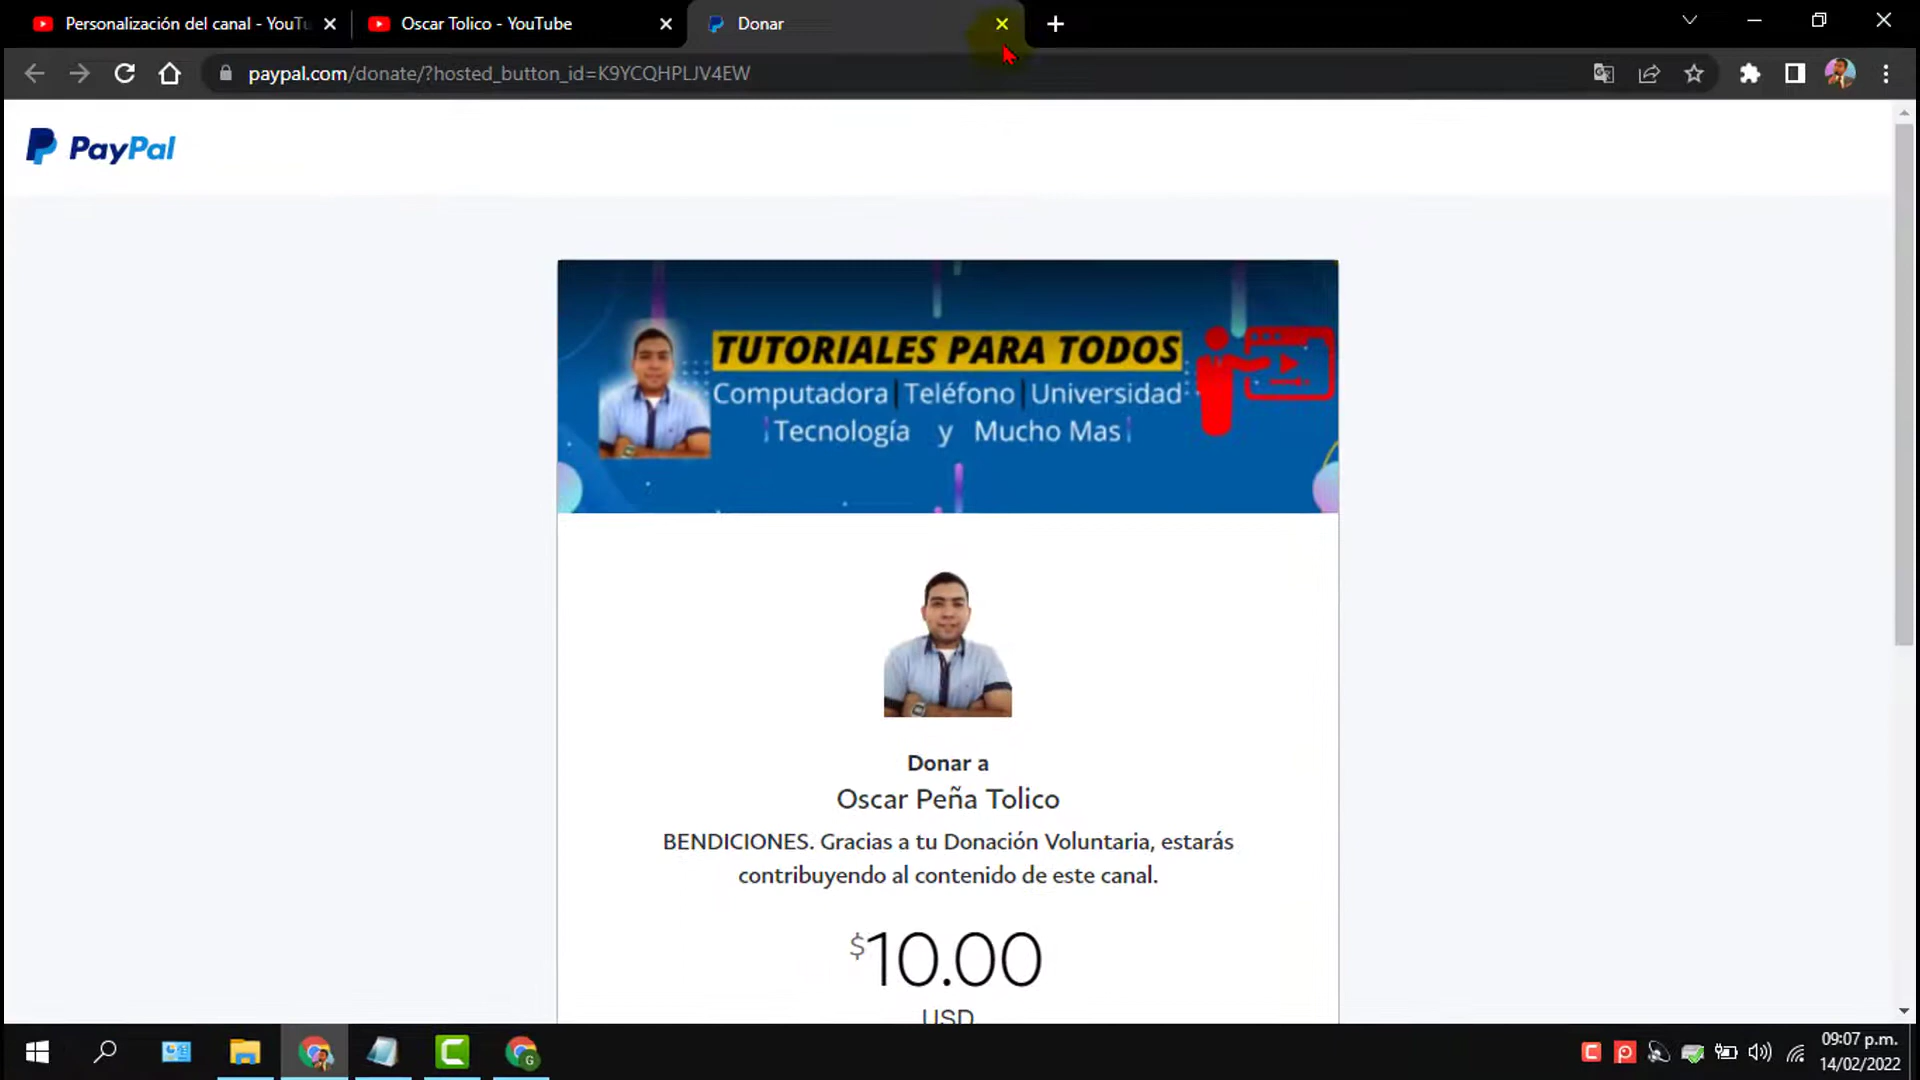 Personalización del canal - YouTu
Oscar Tolico - YouTube
Donar
paypal.com/donate/?hosted_button_id=K9YCQHPLJV4EW
PayPal
TUTORIALES PARA TODOS
Computadora | Teléfono | Universidad
Tecnología y Mucho Mas
Donar a
Oscar Peña Tolico
BENDICIONES. Gracias a tu Donación Voluntaria, estarás
contribuyendo al contenido de este canal.
$10.00
USD
09:07 p.m.
14/02/2022